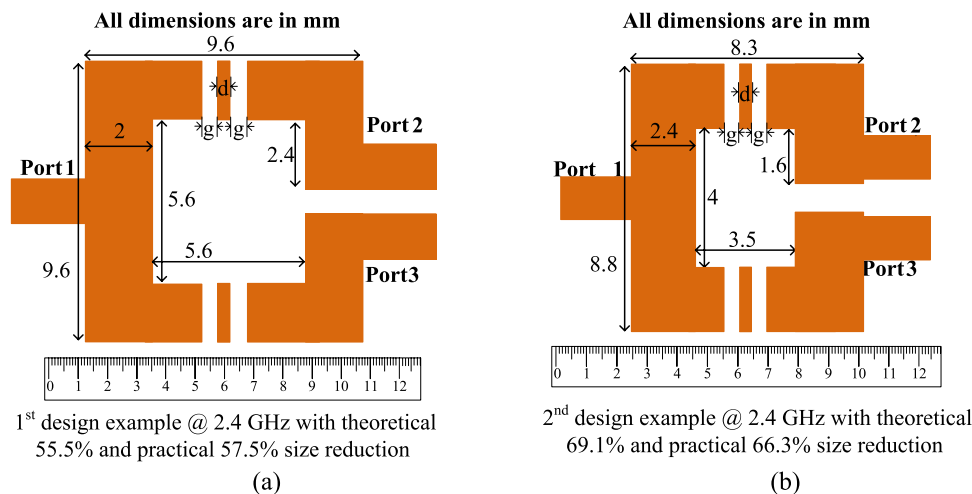 All dimensions are in mm
9.6
d
g g
2
2.4
Port 1
Port 2
5.6
5.6
9.6
Port3
0 1 2 3 4 5 6 7 8 9 10 11 12
1st design example @ 2.4 GHz with theoretical
55.5% and practical 57.5% size reduction
(a)
All dimensions are in mm
8.3
d
g g
2.4
1.6
Port 1
Port 2
4
3.5
8.8
Port3
0 1 2 3 4 5 6 7 8 9 10 11 12
2nd design example @ 2.4 GHz with theoretical
69.1% and practical 66.3% size reduction
(b)